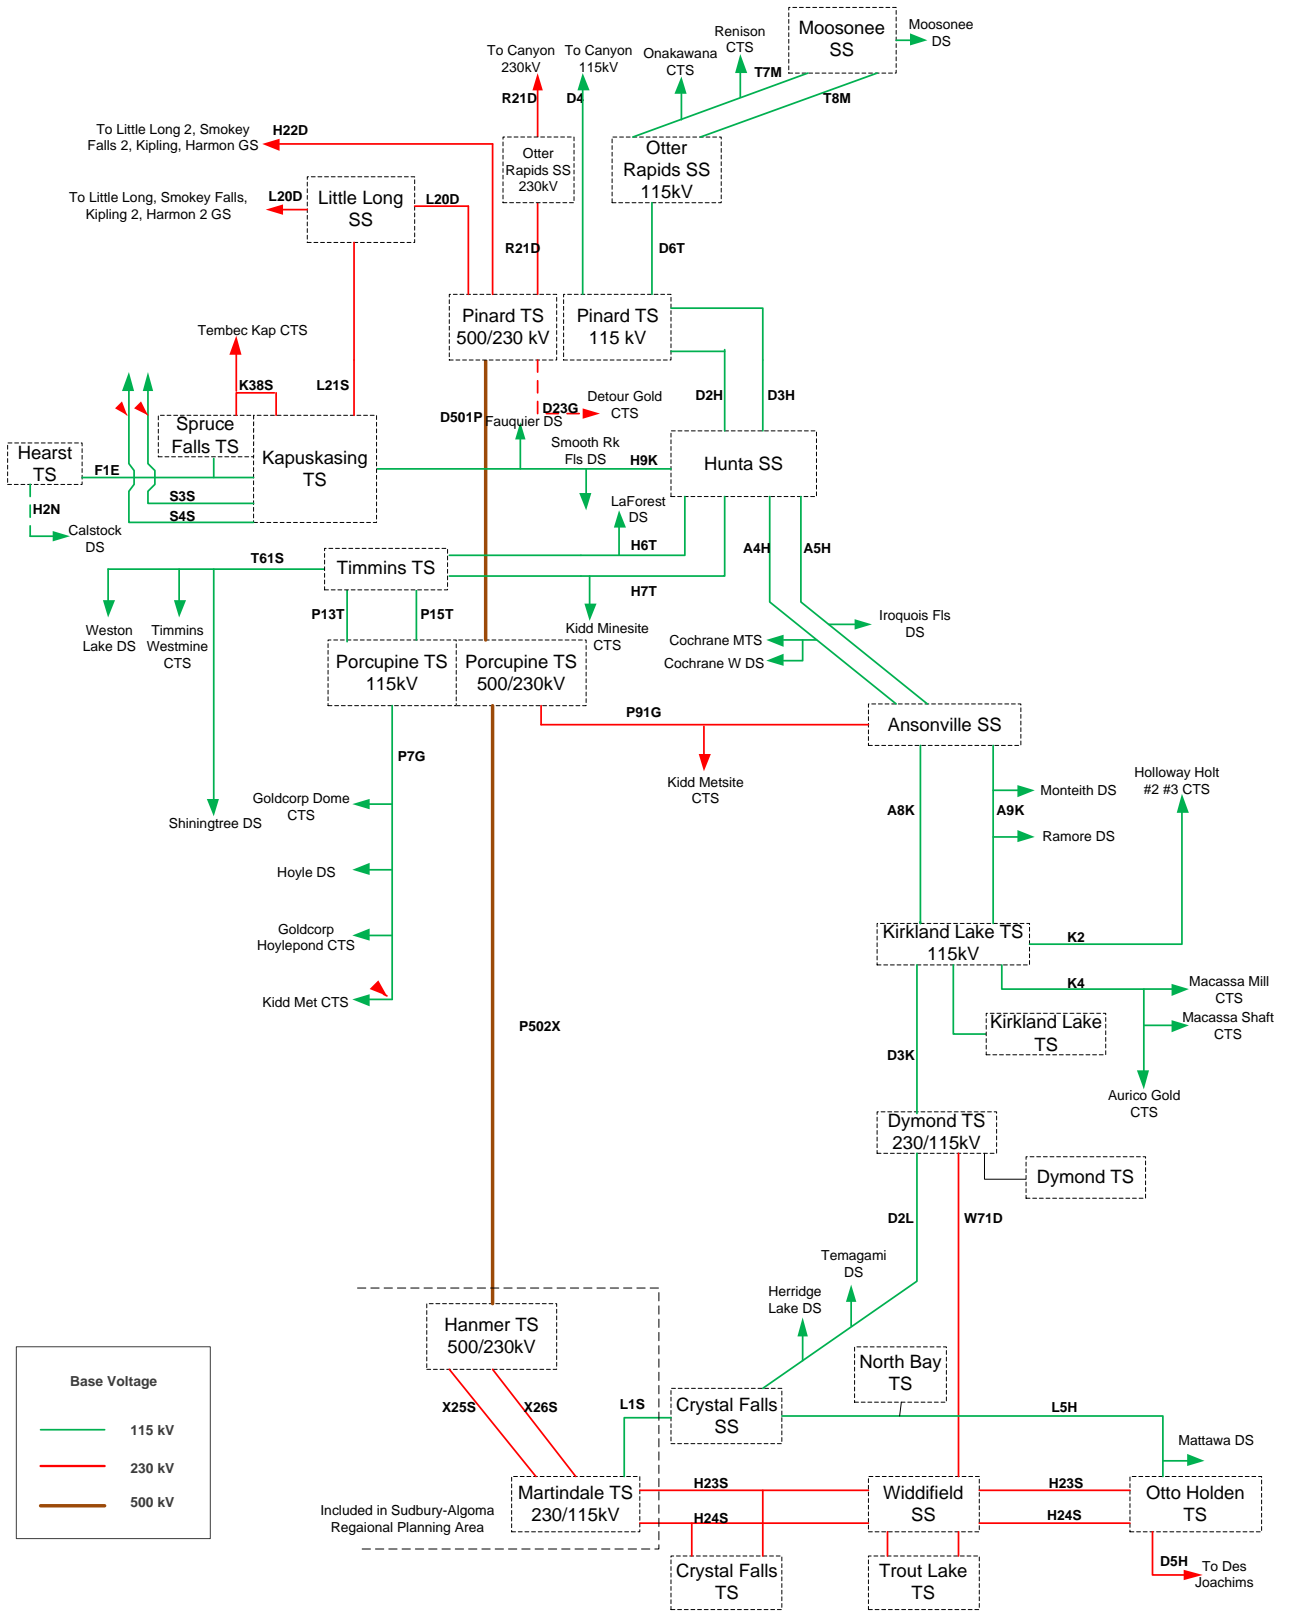 Moosonee
SS
Moosonee
DS
Renison
CTS
Onakawana
CTS
To Canyon
230kV
To Canyon
115kV
T7M
T8M
R21D
D4
H22D
To Little Long 2, Smokey
Falls 2, Kipling, Harmon GS
Otter
Rapids SS
230kV
Otter
Rapids SS
115kV
L20D
To Little Long, Smokey Falls,
Kipling 2, Harmon 2 GS
Little Long
SS
L20D
R21D
D6T
Pinard TS
500/230 kV
Pinard TS
115 kV
Tembec Kap CTS
K38S
L21S
D501P
D23G
Detour Gold
CTS
D2H
D3H
Fauquier DS
Smooth Rk
Fls DS
H9K
Hunta SS
Spruce
Falls TS
Kapuskasing
TS
Hearst
TS
F1E
S3S
S4S
H2N
Calstock
DS
LaForest
DS
H6T
A4H
A5H
T61S
Timmins TS
H7T
Weston
Lake DS
Timmins
Westmine
CTS
P13T
P15T
Kidd Minesite
CTS
Iroquois Fls
DS
Cochrane MTS
Cochrane W DS
Porcupine TS
115kV
Porcupine TS
500/230kV
P91G
Ansonville SS
P7G
Kidd Metsite
CTS
Holloway Holt
#2 #3 CTS
Monteith DS
A8K
A9K
Ramore DS
Goldcorp Dome
CTS
Shiningtree DS
Hoyle DS
Goldcorp
Hoylepond CTS
Kidd Met CTS
Kirkland Lake TS
115kV
K2
K4
Macassa Mill
CTS
Macassa Shaft
CTS
Kirkland Lake
TS
P502X
D3K
Aurico Gold
CTS
Dymond TS
230/115kV
Dymond TS
D2L
W71D
Temagami
DS
Herridge
Lake DS
Hanmer TS
500/230kV
North Bay
TS
Base Voltage
115 kV
230 kV
500 kV
X25S
X26S
L1S
Crystal Falls
SS
L5H
Mattawa DS
Included in Sudbury-Algoma
Regaional Planning Area
Martindale TS
230/115kV
H23S
H24S
Widdifield
SS
H23S
H24S
Otto Holden
TS
Crystal Falls
TS
Trout Lake
TS
D5H
To Des
Joachims